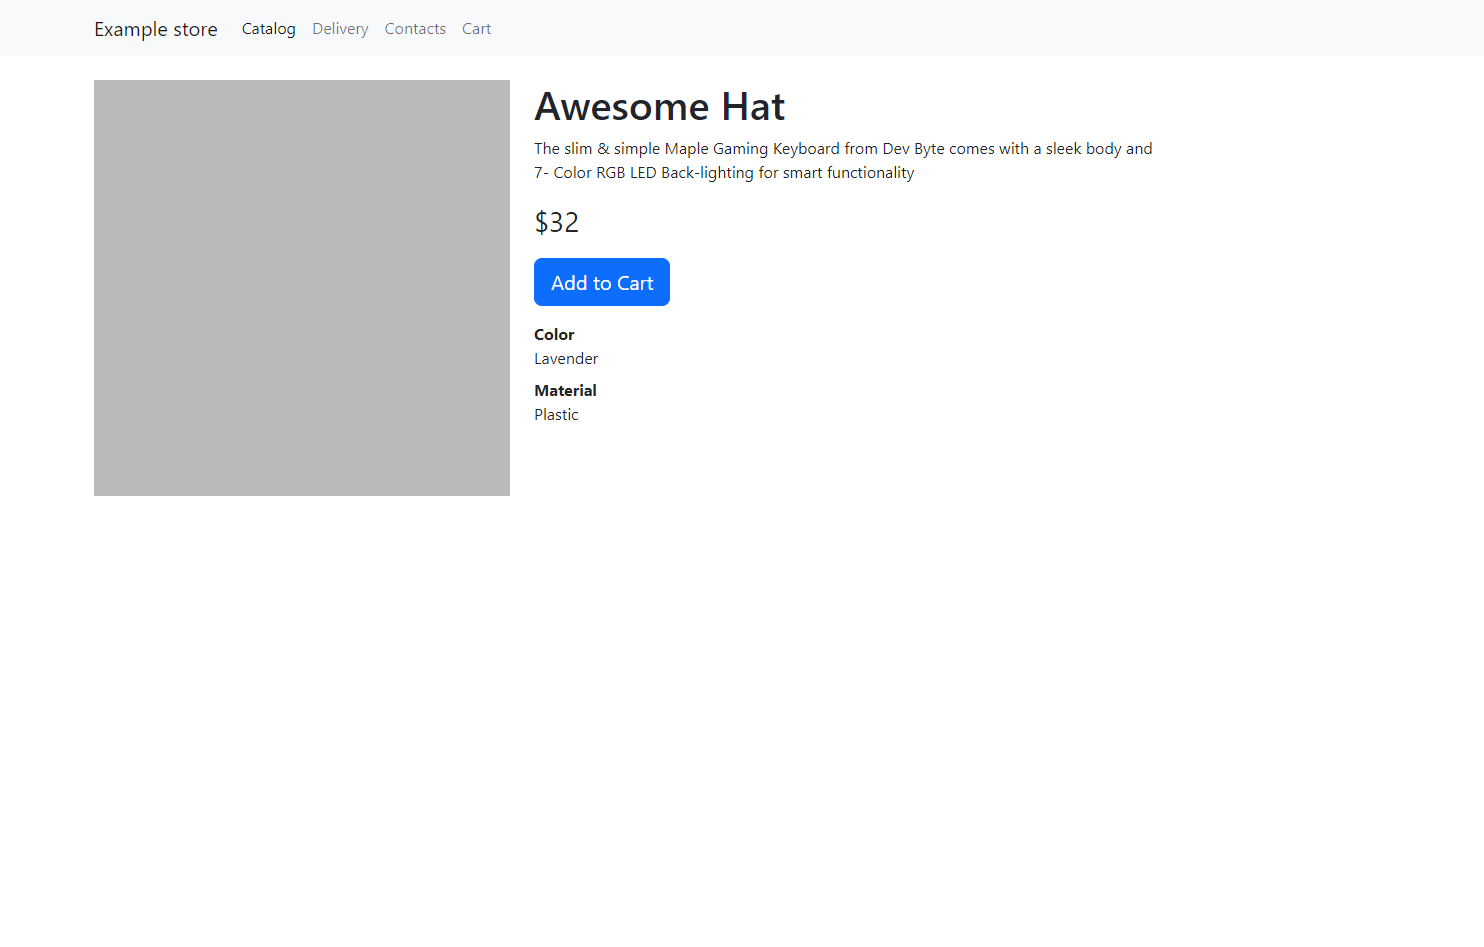 Example store Catalog Delivery Contacts Cart
Awesome Hat
The slim & simple Maple Gaming Keyboard from Dev Byte comes with a sleek body and
7- Color RGB LED Back-lighting for smart functionality
$32
Add to Cart
Color
Lavender
Material
Plastic